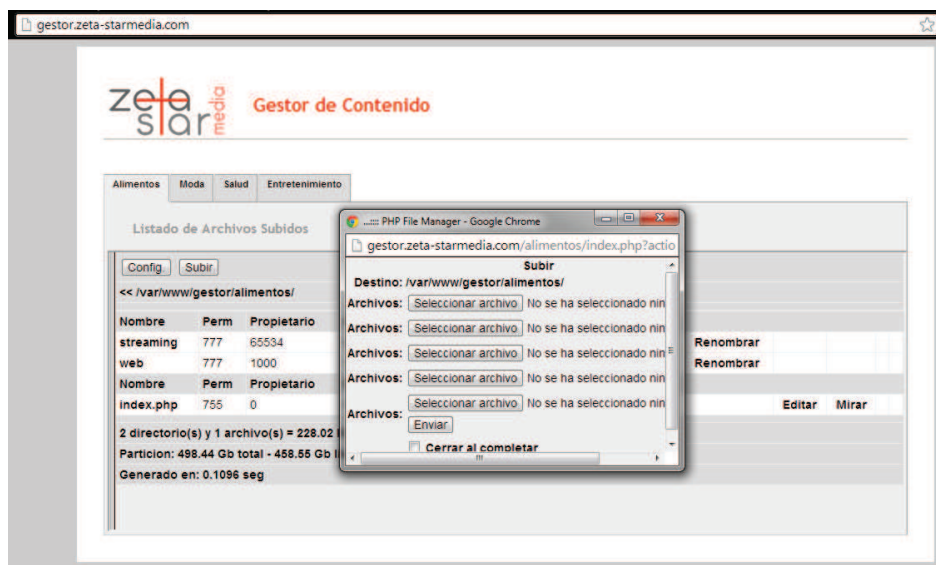 gestor.zeta-starmedia.com
zeta
star
media
Gestor de Contenido
Alimentos Moda Salud Entretenimiento
Listado de Archivos Subidos
Config. Subir
<< /var/www/gestor/alimentos/
Nombre Perm Propietario
streaming 777 65534 Renombrar
web 777 1000 Renombrar
Nombre Perm Propietario
index.php 755 0 Editar Mirar
2 directorio(s) y 1 archivo(s) = 228.02
Particion: 498.44 Gb total - 458.55 Gb
Generado en: 0.1096 seg
...:::: PHP File Manager - Google Chrome
gestor.zeta-starmedia.com/alimentos/index.php?actio
Subir
Destino: /var/www/gestor/alimentos/
Archivos: Seleccionar archivo No se ha seleccionado nin
Archivos: Seleccionar archivo No se ha seleccionado nin
Archivos: Seleccionar archivo No se ha seleccionado nin
Archivos: Seleccionar archivo No se ha seleccionado nin
Archivos: Seleccionar archivo No se ha seleccionado nin
Enviar
Cerrar al completar